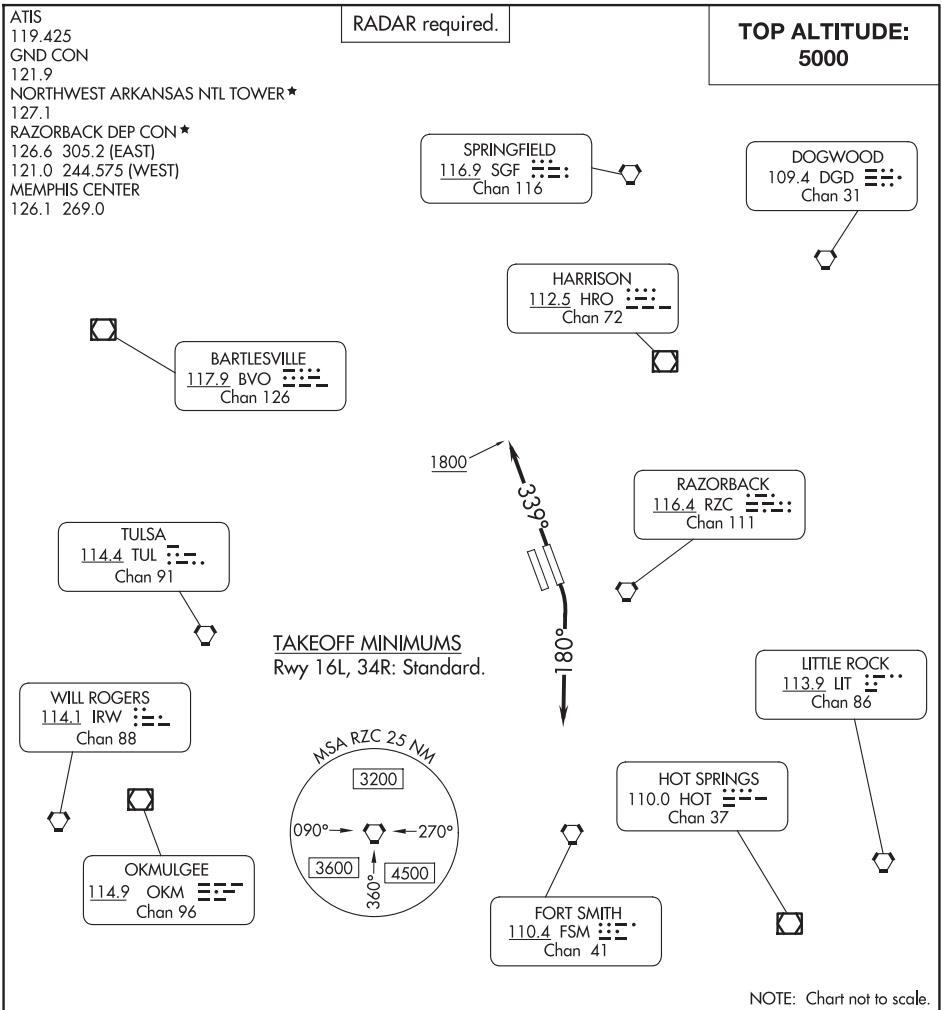 ATIS
119.425
GND CON
121.9
NORTHWEST ARKANSAS NTL TOWER★
127.1
RAZORBACK DEP CON★
126.6 305.2 (EAST)
121.0 244.575 (WEST)
MEMPHIS CENTER
126.1 269.0
RADAR required.
TOP ALTITUDE:
5000
SPRINGFIELD
116.9 SGF
Chan 116
DOGWOOD
109.4 DGD
Chan 31
HARRISON
112.5 HRO
Chan 72
BARTLESVILLE
117.9 BVO
Chan 126
1800
339°
RAZORBACK
116.4 RZC
Chan 111
TULSA
114.4 TUL
Chan 91
180°
TAKEOFF MINIMUMS
Rwy 16L, 34R: Standard.
LITTLE ROCK
113.9 LIT
Chan 86
WILL ROGERS
114.1 IRW
Chan 88
MSA RZC 25 NM
3200
090°
270°
3600
4500
360°
HOT SPRINGS
110.0 HOT
Chan 37
OKMULGEE
114.9 OKM
Chan 96
FORT SMITH
110.4 FSM
Chan 41
NOTE: Chart not to scale.